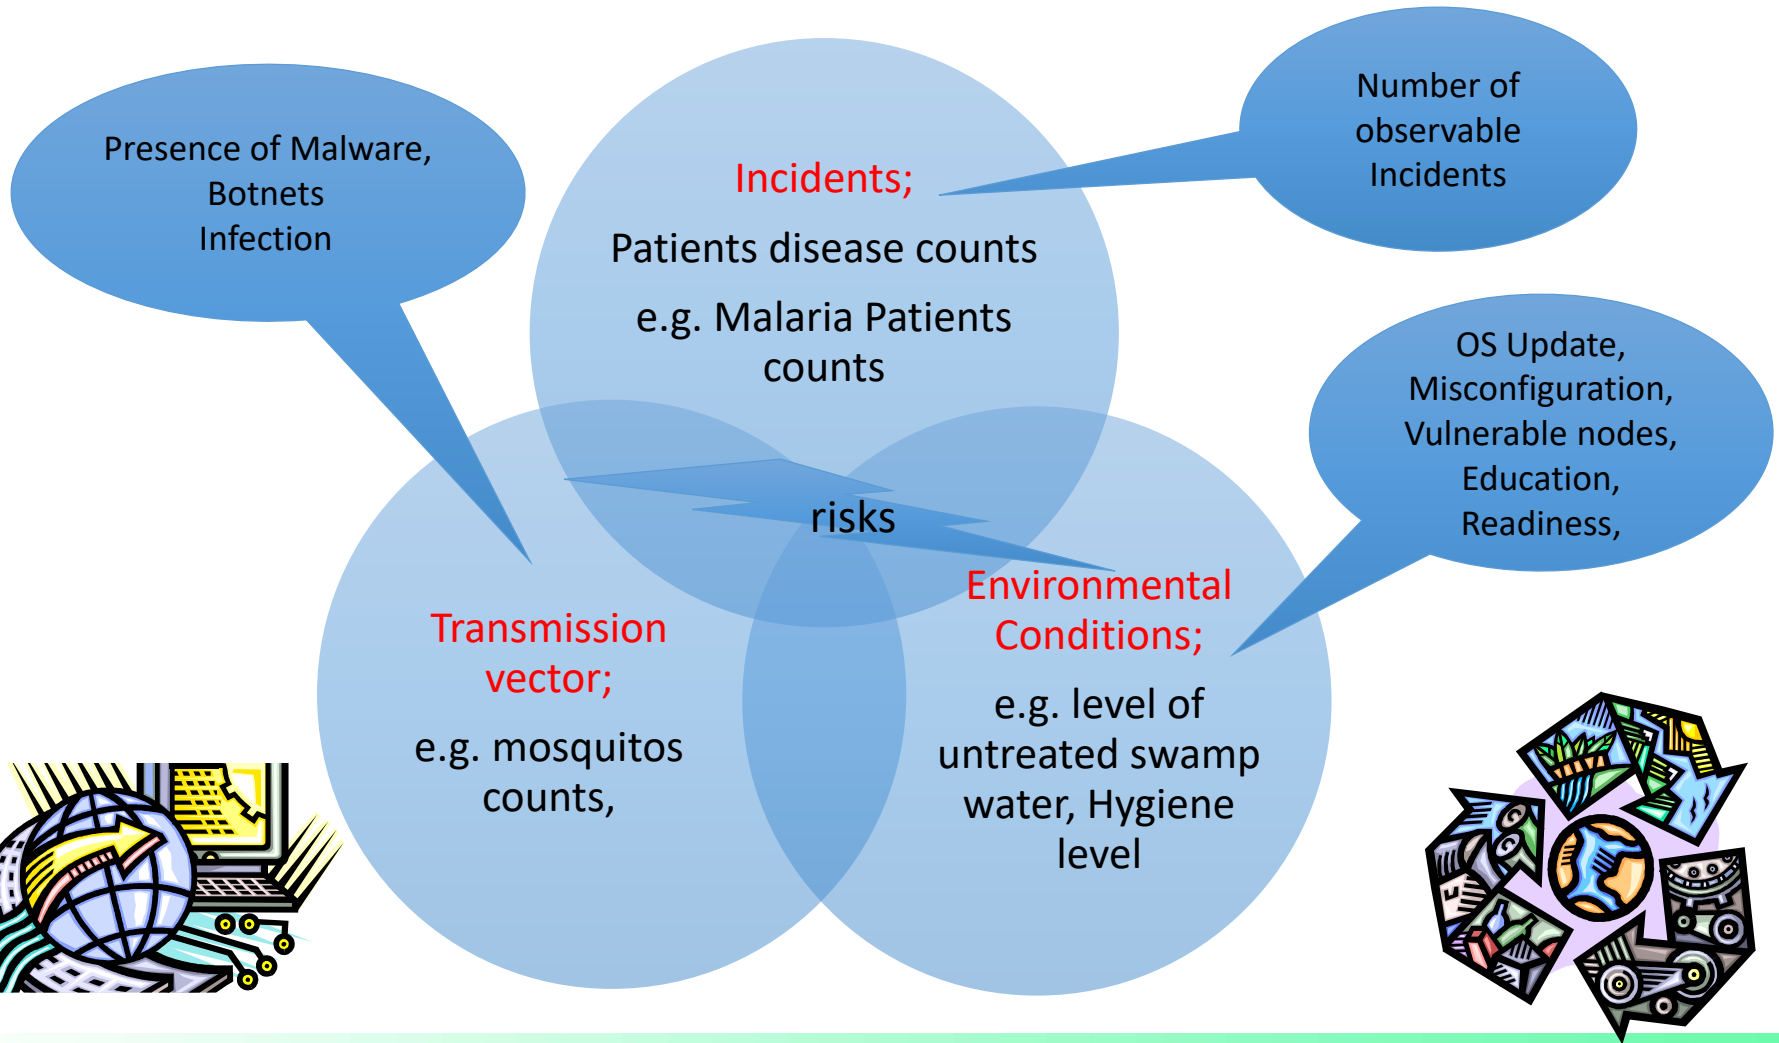 Presence of Malware,
Botnets
Infection
Number of
observable
Incidents
Incidents;
Patients disease counts
e.g. Malaria Patients
counts
OS Update,
Misconfiguration,
Vulnerable nodes,
Education,
Readiness,
risks
Transmission
vector;
e.g. mosquitos
counts,
Environmental
Conditions;
e.g. level of
untreated swamp
water, Hygiene
level